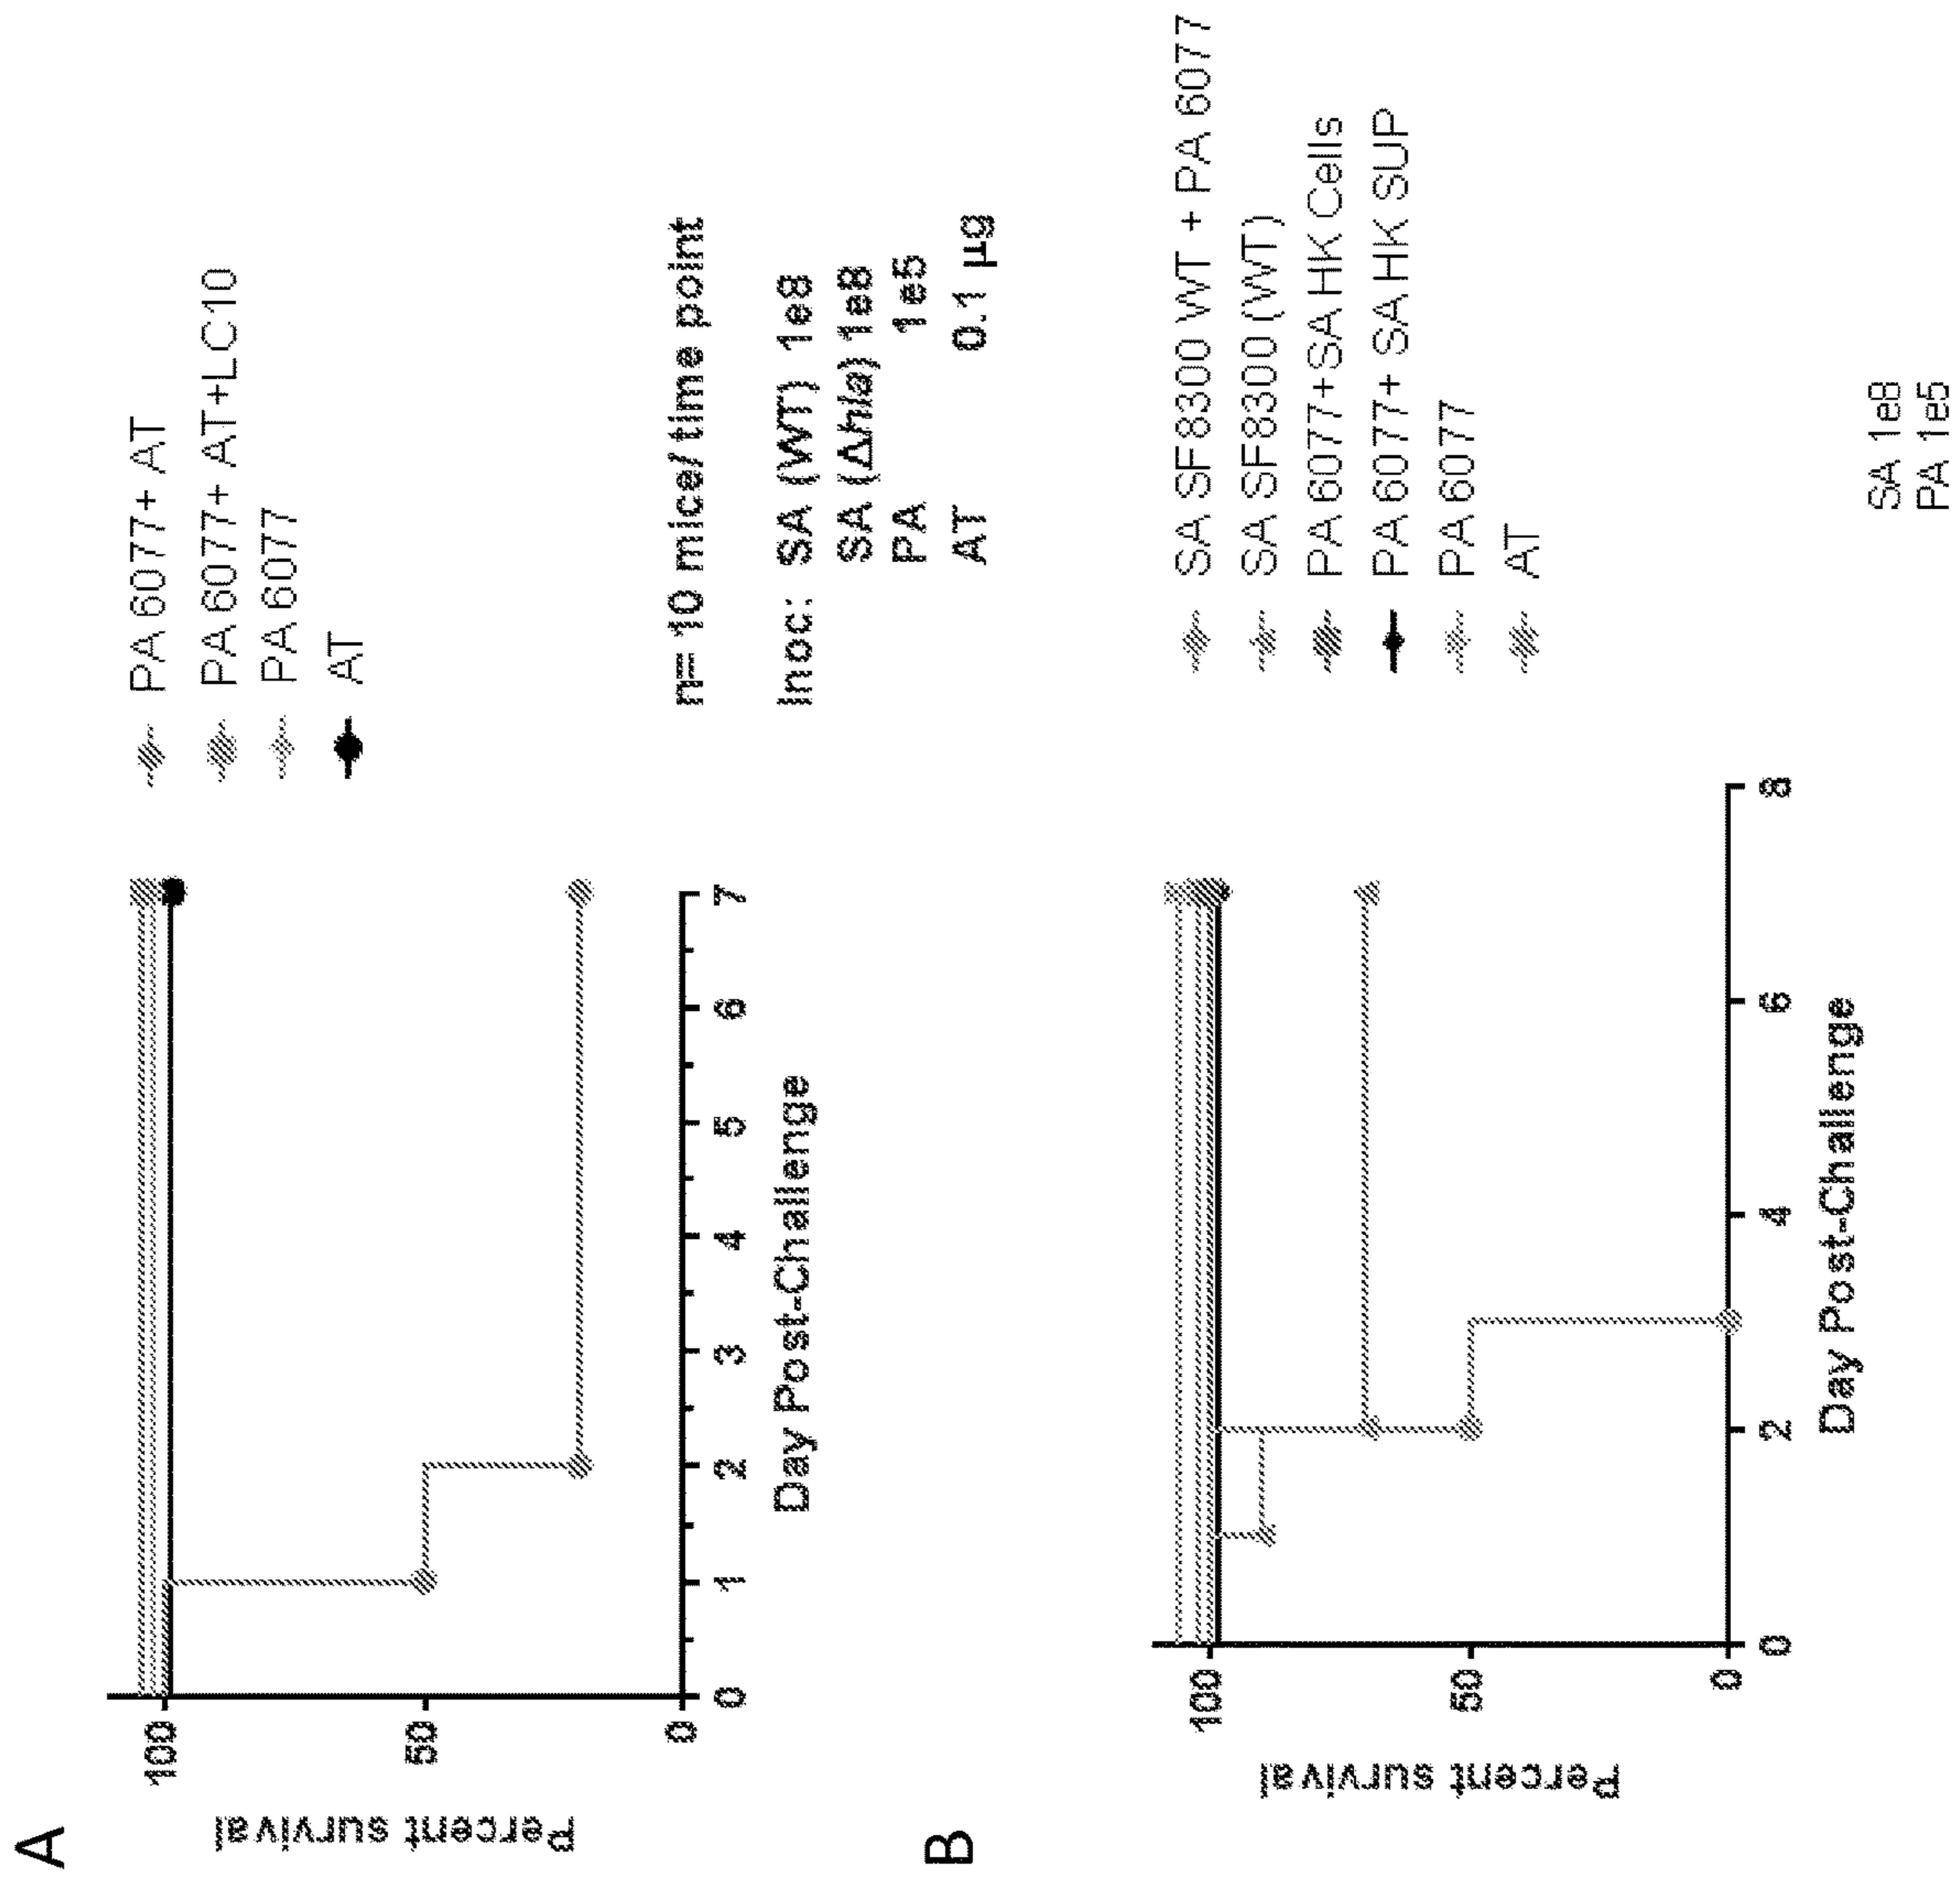 A
Percent survival
100
50
0
0 1 2 3 4 5 6 7
Day Post-Challenge
PA 6077+ AT
PA 6077+ AT+LC10
PA 6077
AT
n= 10 mice/time point
Inoc: SA (WT) 1e8
SA (Δhla) 1e8
PA 1e5
AT 0.1 µg
B
Percent survival
100
50
0
0 2 4 6 8
Day Post-Challenge
SA SF8300 WT + PA 6077
SA SF8300 (WT)
PA 6077+SA HK Cells
PA 6077+ SA HK SUP
PA 6077
AT
SA 1e8
PA 1e5